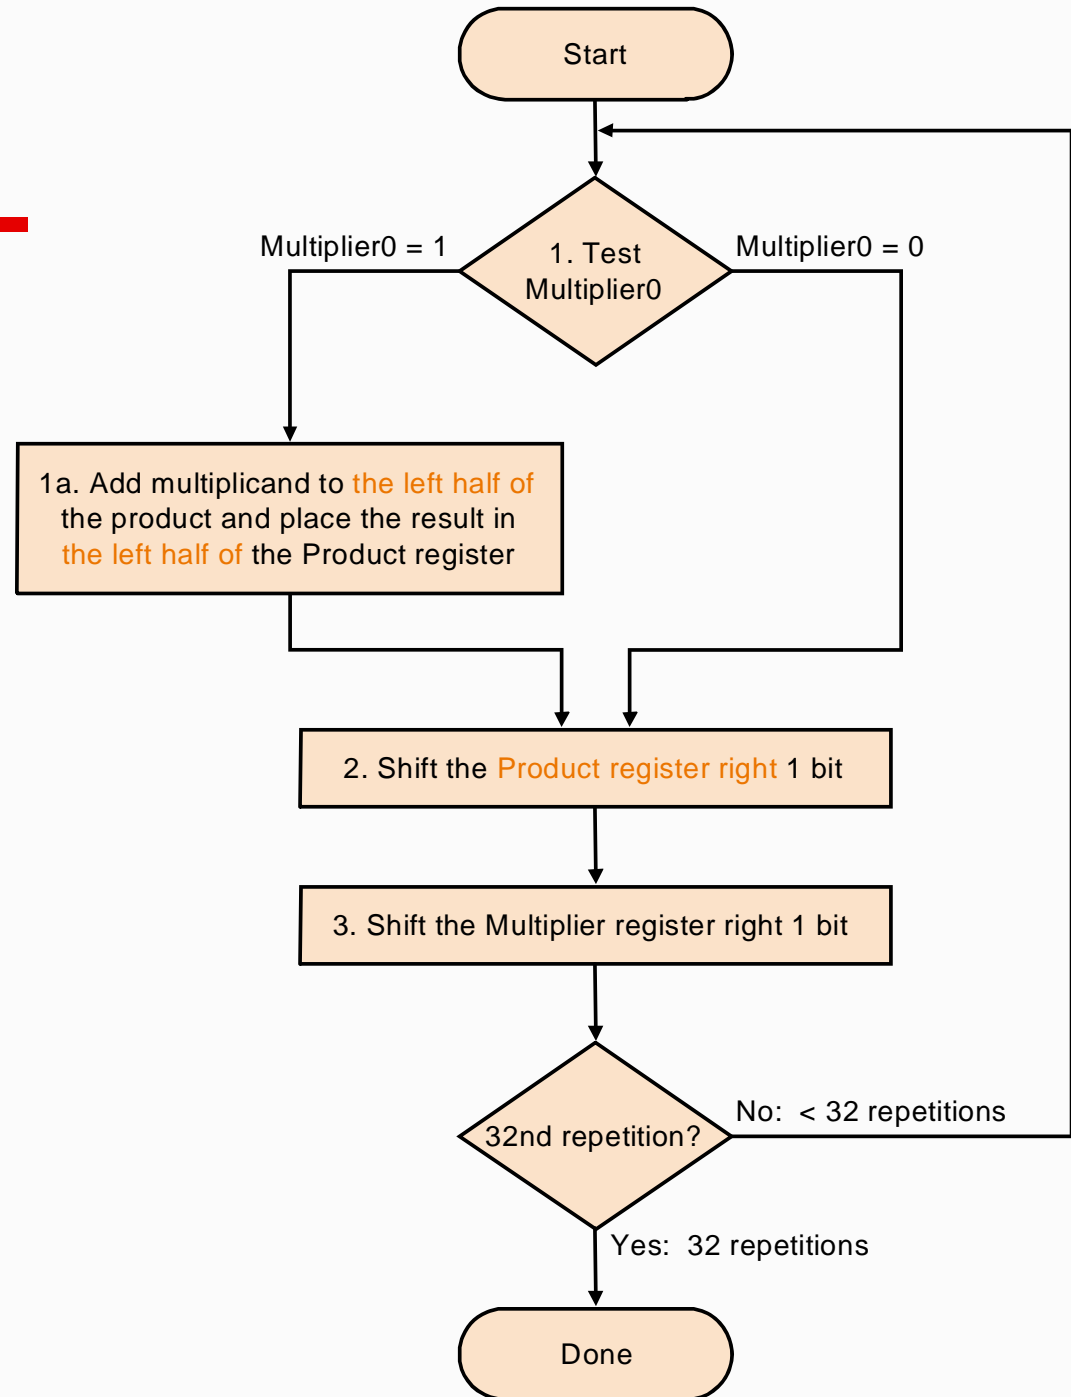 Start
Multiplier0 = 1
1. Test
Multiplier0
Multiplier0 = 0
1a. Add multiplicand to the left half of
the product and place the result in
the left half of the Product register
2. Shift the Product register right 1 bit
3. Shift the Multiplier register right 1 bit
32nd repetition?
No:  < 32 repetitions
Yes:  32 repetitions
Done